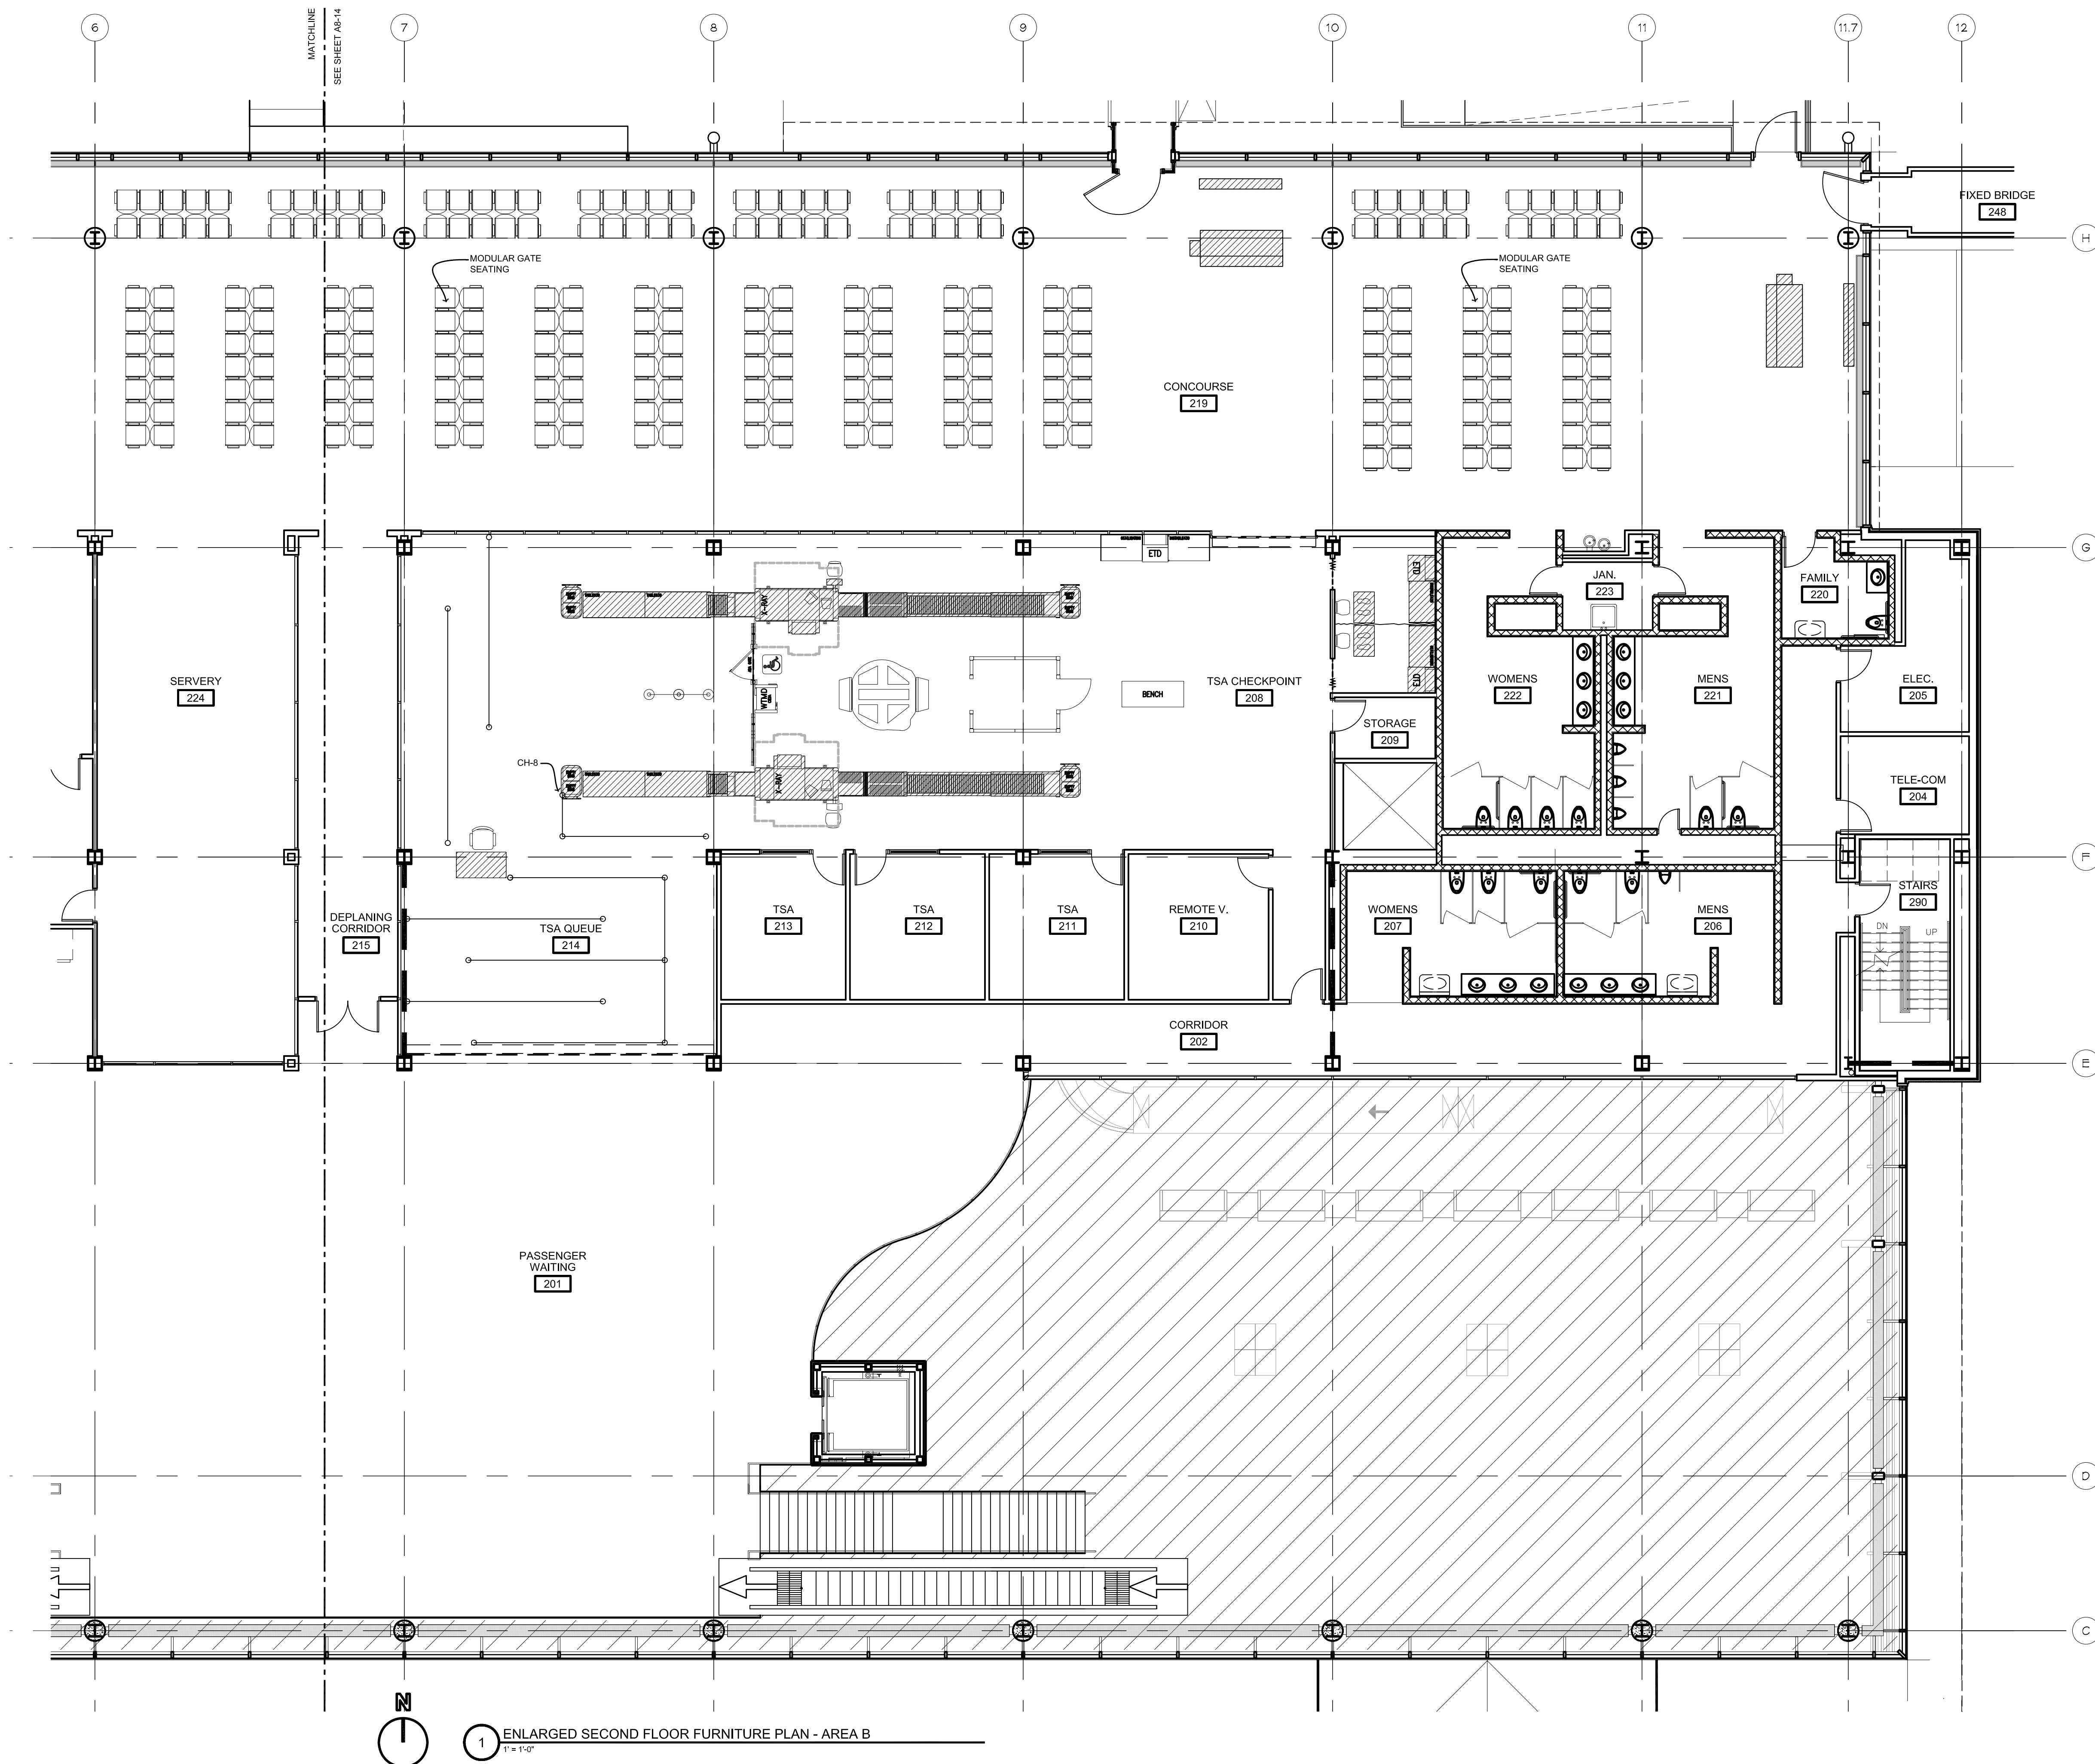 6
7
8
9
10
11
11.7
12
MATCHLINE
SEE SHEET A8-14
FIXED BRIDGE
248
H
MODULAR GATE
SEATING
MODULAR GATE
SEATING
CONCOURSE
219
G
ETD
ETD
JAN.
223
FAMILY
220
X-RAY
SERVERY
224
WTMD
BENCH
TSA CHECKPOINT
208
ETD
WOMENS
222
MENS
221
ELEC.
205
STORAGE
209
CH-8
X-RAY
TELE-COM
204
F
DEPLANING
CORRIDOR
215
TSA QUEUE
214
TSA
213
TSA
212
TSA
211
REMOTE V.
210
WOMENS
207
MENS
206
STAIRS
290
DN
UP
CORRIDOR
202
E
PASSENGER
WAITING
201
D
C
N
1
ENLARGED SECOND FLOOR FURNITURE PLAN - AREA B
1' = 1'-0"